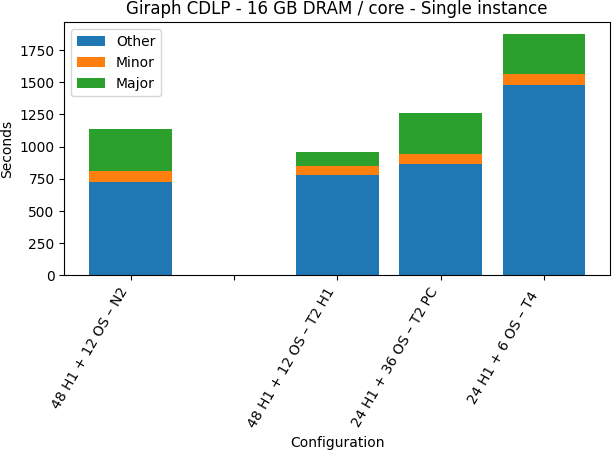 Giraph CDLP - 16 GB DRAM / core - Single instance
Other
Minor
Major
1750
1500
1250
1000
750
500
250
0
Seconds
48 H1 + 12 OS – N2
48 H1 + 12 OS – T2 H1
24 H1 + 36 OS – T2 PC
24 H1 + 6 OS – T4
Configuration